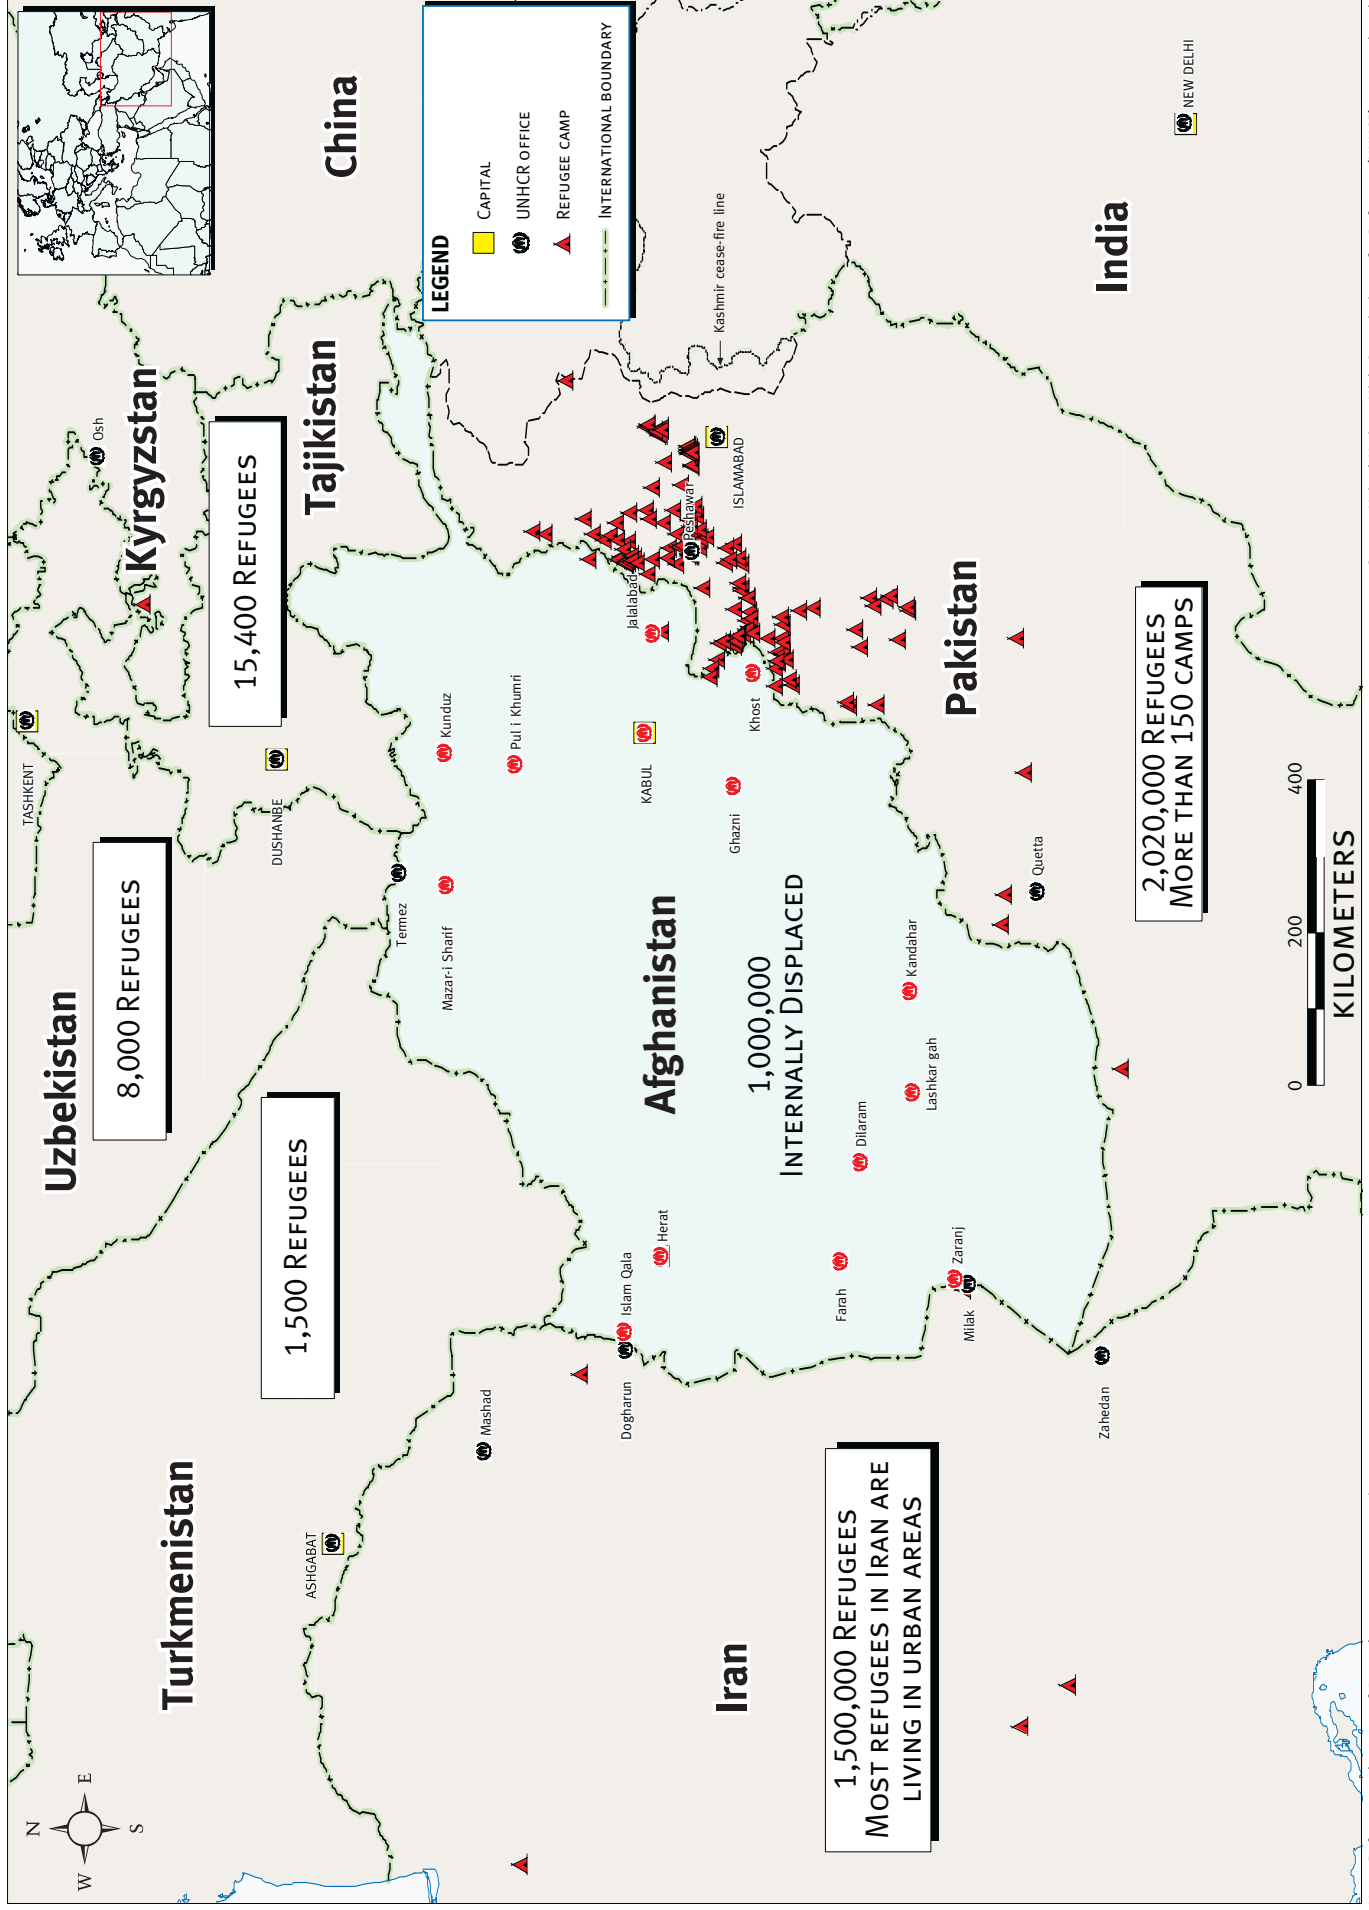 N
W
E
S
Turkmenistan
Uzbekistan
Kyrgyzstan
Tajikistan
China
Iran
Afghanistan
Pakistan
India
TASHKENT
Osh
DUSHANBE
Termez
ASHGABAT
Mashad
Dogharun
Islam Qala
Herat
Farah
Milak
Zaranj
Zahedan
Dilaram
Lashkar gah
Kandahar
Mazar-i Sharif
Kunduz
Pul i Khumri
KABUL
Ghazni
Khost
Jalalabad
Peshawar
ISLAMABAD
Quetta
NEW DELHI
Kashmir cease-fire line
8,000 REFUGEES
15,400 REFUGEES
1,500 REFUGEES
1,000,000
INTERNALLY DISPLACED
1,500,000 REFUGEES
MOST REFUGEES IN IRAN ARE
LIVING IN URBAN AREAS
2,020,000 REFUGEES
MORE THAN 150 CAMPS
LEGEND
CAPITAL
UNHCR OFFICE
REFUGEE CAMP
INTERNATIONAL BOUNDARY
0 200 400
KILOMETERS